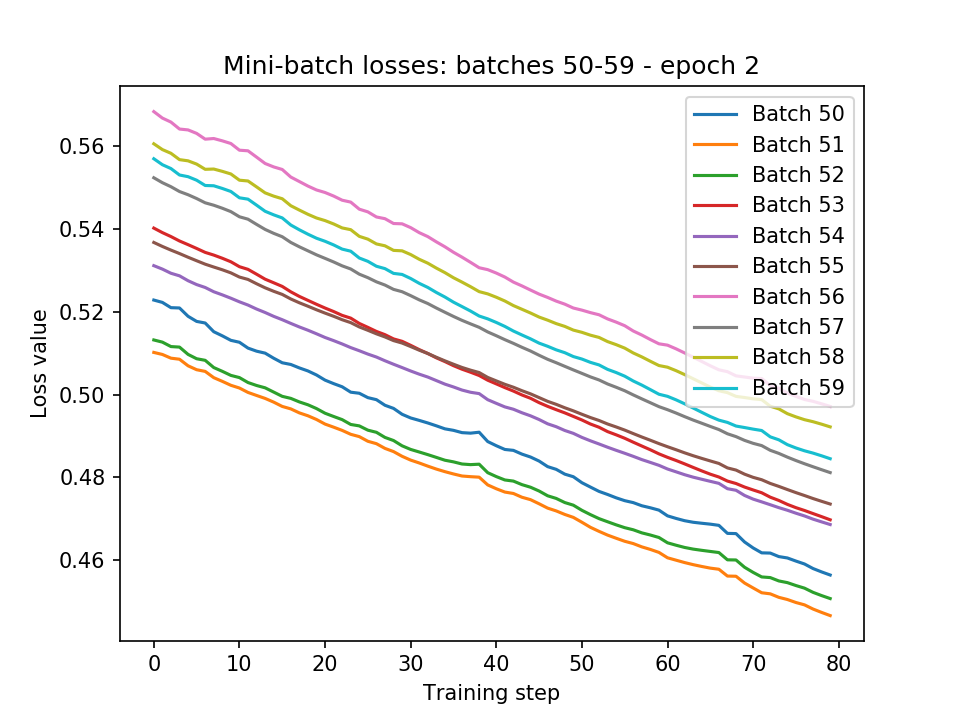 Mini-batch losses: batches 50-59 - epoch 2
Loss value
0.56
0.54
0.52
0.50
0.48
0.46
Batch 50
Batch 51
Batch 52
Batch 53
Batch 54
Batch 55
Batch 56
Batch 57
Batch 58
Batch 59
0 10 20 30 40 50 60 70 80
Training step